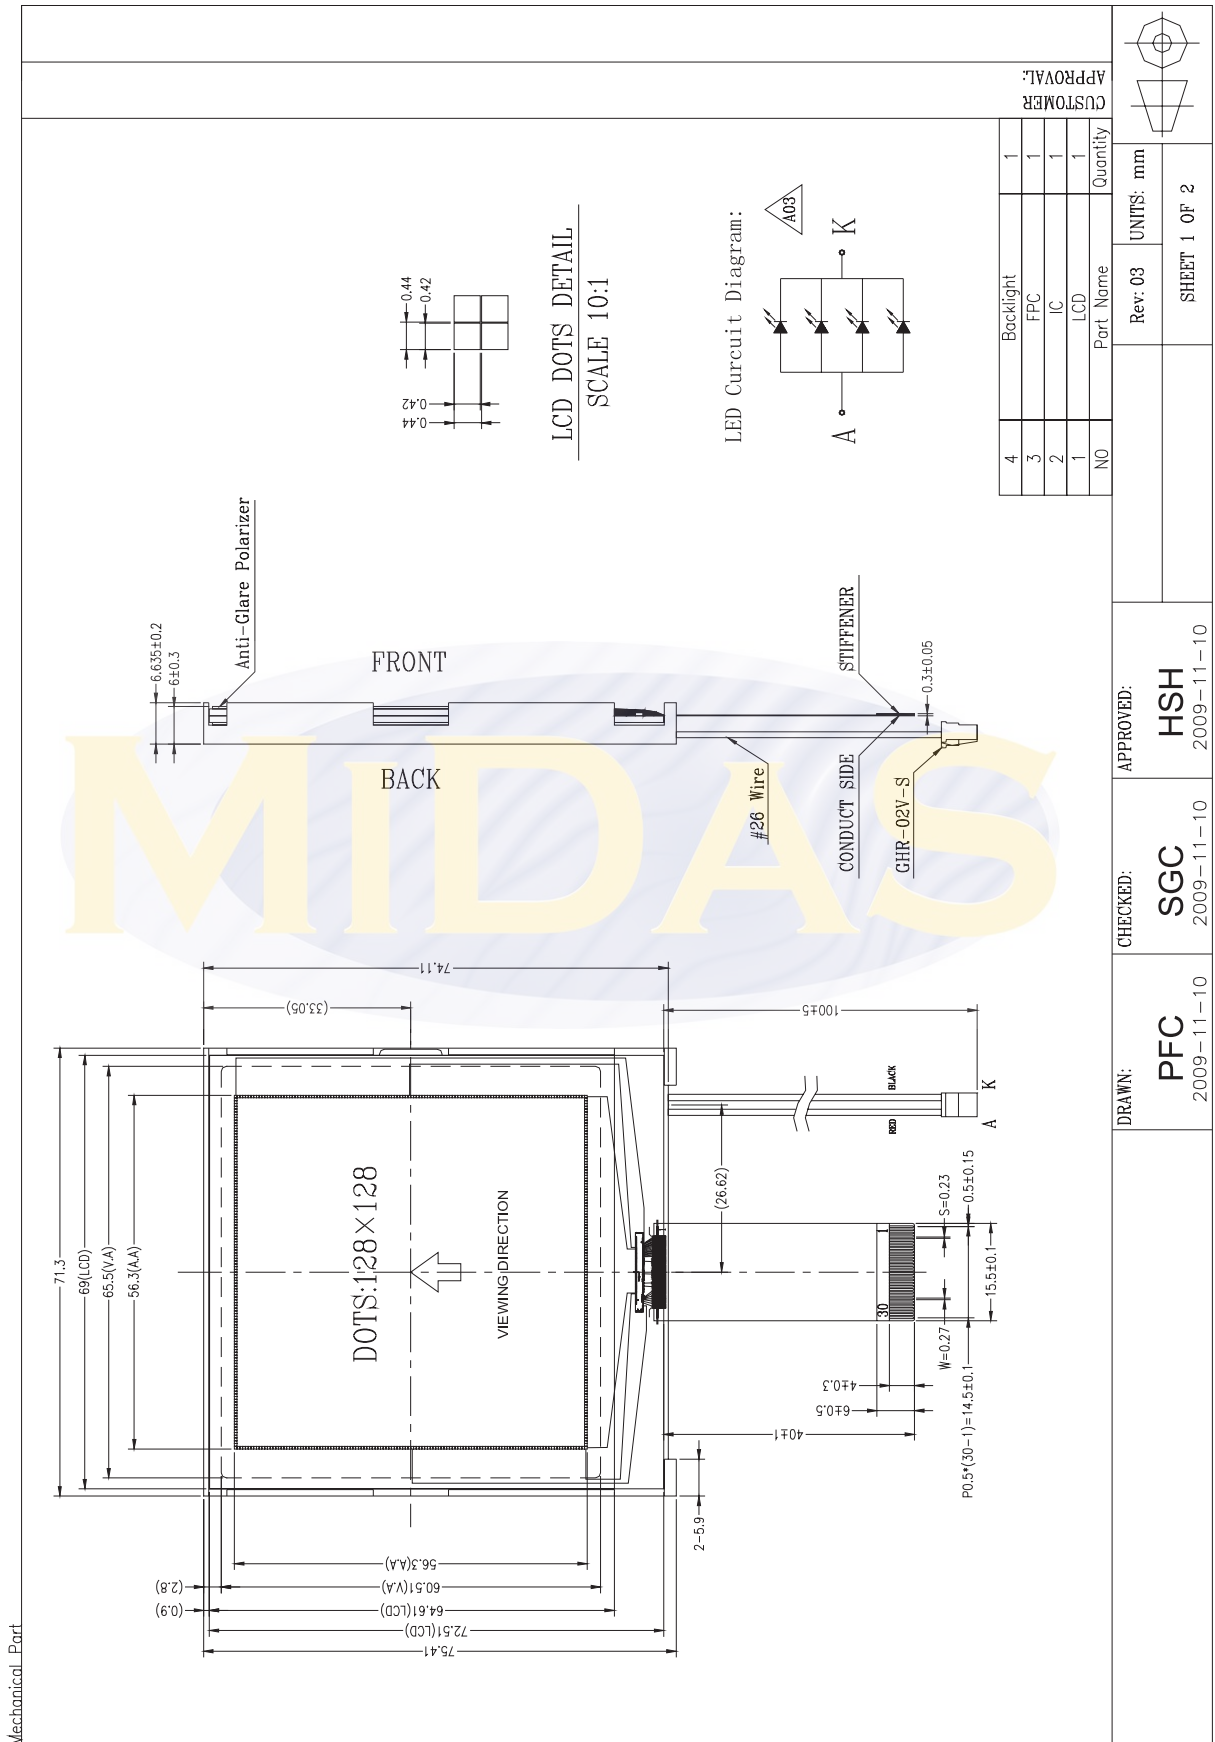 Mechanical Part
CUSTOMER
APPROVAL:
71.3
69(LCD)
65.5(V.A)
56.3(A.A)
DOTS:128×128
VIEWING DIRECTION
74.11
(33.05)
100±5
(26.62)
RED
BLACK
A
K
1
30
S=0.23
0.5±0.15
15.5±0.1
W=0.27
P0.5*(30-1)=14.5±0.1
4±0.3
6±0.5
40±1
2-5.9
56.3(A.A)
60.51(V.A)
64.61(LCD)
72.51(LCD)
75.41
(2.8)
(0.9)
6.635±0.2
6±0.3
Anti-Glare Polarizer
FRONT
BACK
#26 Wire
CONDUCT SIDE
STIFFENER
GHR-02V-S
0.3±0.05
0.44
0.42
0.42
0.44
LCD DOTS DETAIL
SCALE 10:1
LED Curcuit Diagram:
A03
A
K
4 Backlight 1
3 FPC 1
2 IC 1
1 LCD 1
NO Part Name Quantity
DRAWN:
PFC
2009-11-10
CHECKED:
SGC
2009-11-10
APPROVED:
HSH
2009-11-10
Rev: 03
UNITS: mm
SHEET 1 OF 2
MIDAS